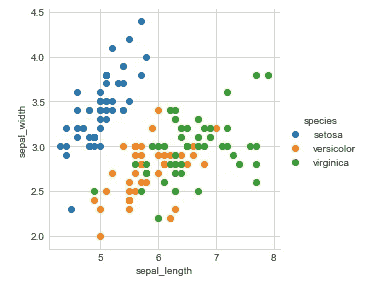 4.5
4.0
3.5
3.0
2.5
2.0
sepal_width
5
6
7
8
sepal_length
species
setosa
versicolor
virginica